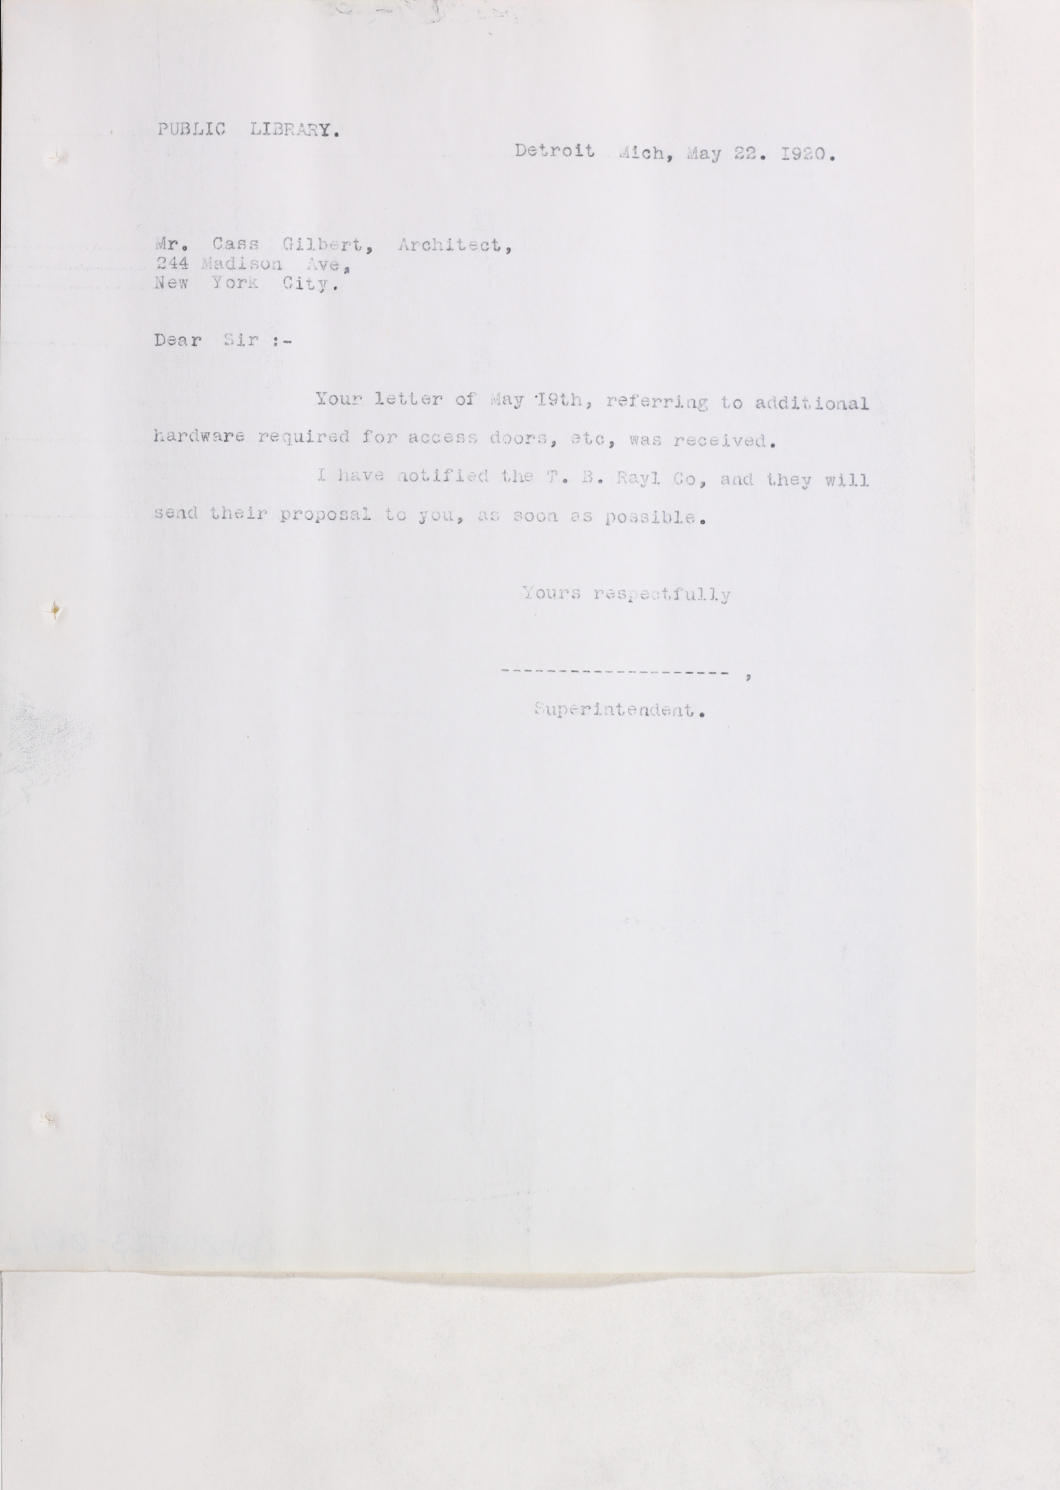 PUBLIC LIBRARY.
Detroit Mich, May 22. 1920.
Mr. Cass Gilbert, Architect,
244 Madison Ave,
New York City.
Dear Sir :-
Your letter of May 19th, referring to additional
hardware required for access doors, etc, was received.
I have notified the T. B. Rayl Co, and they will
send their proposal to you, as soon as possible.
Yours respectfully
-------------------- ,
Superintendent.